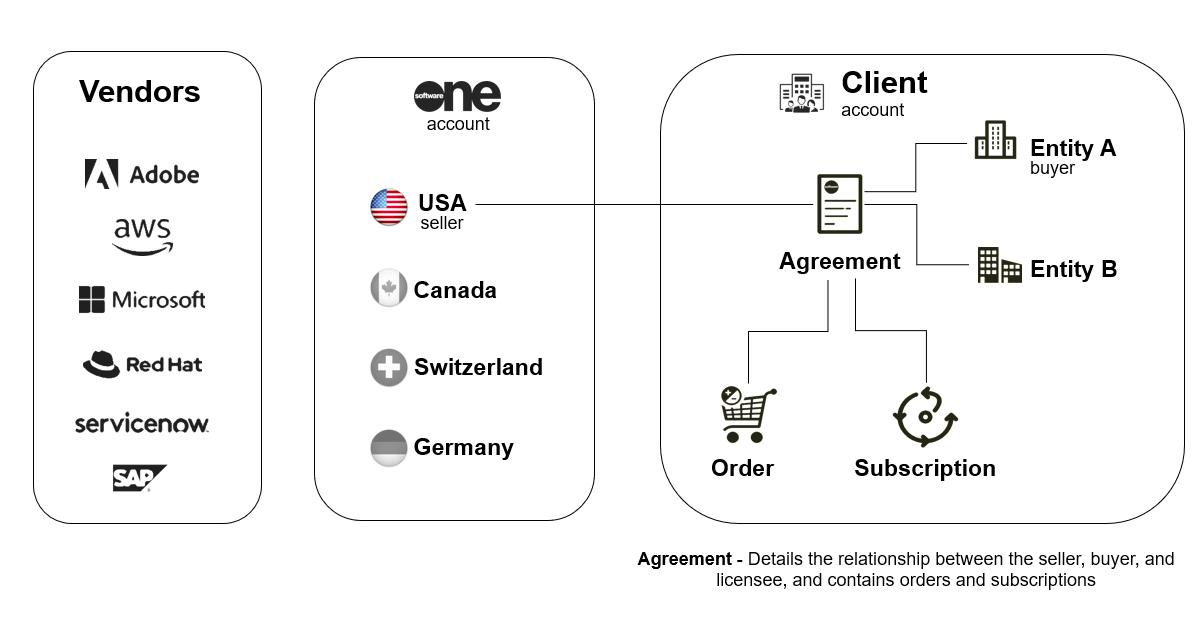 Vendors
Adobe
aws
Microsoft
Red Hat
servicenow
SAP
software one
account
USA
seller
Canada
Switzerland
Germany
Client
account
Entity A
buyer
Agreement
Entity B
Order
Subscription
Agreement - Details the relationship between the seller, buyer, and
licensee, and contains orders and subscriptions